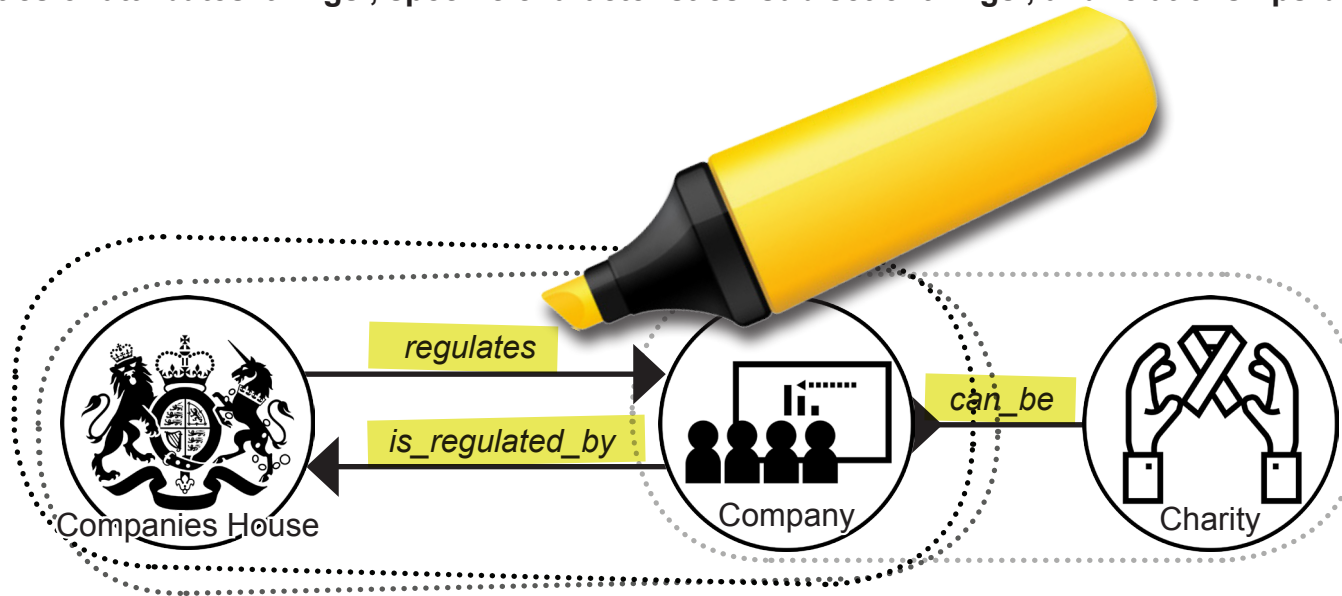 regulates
can_be
is_regulated_by
Companies House
Company
Charity